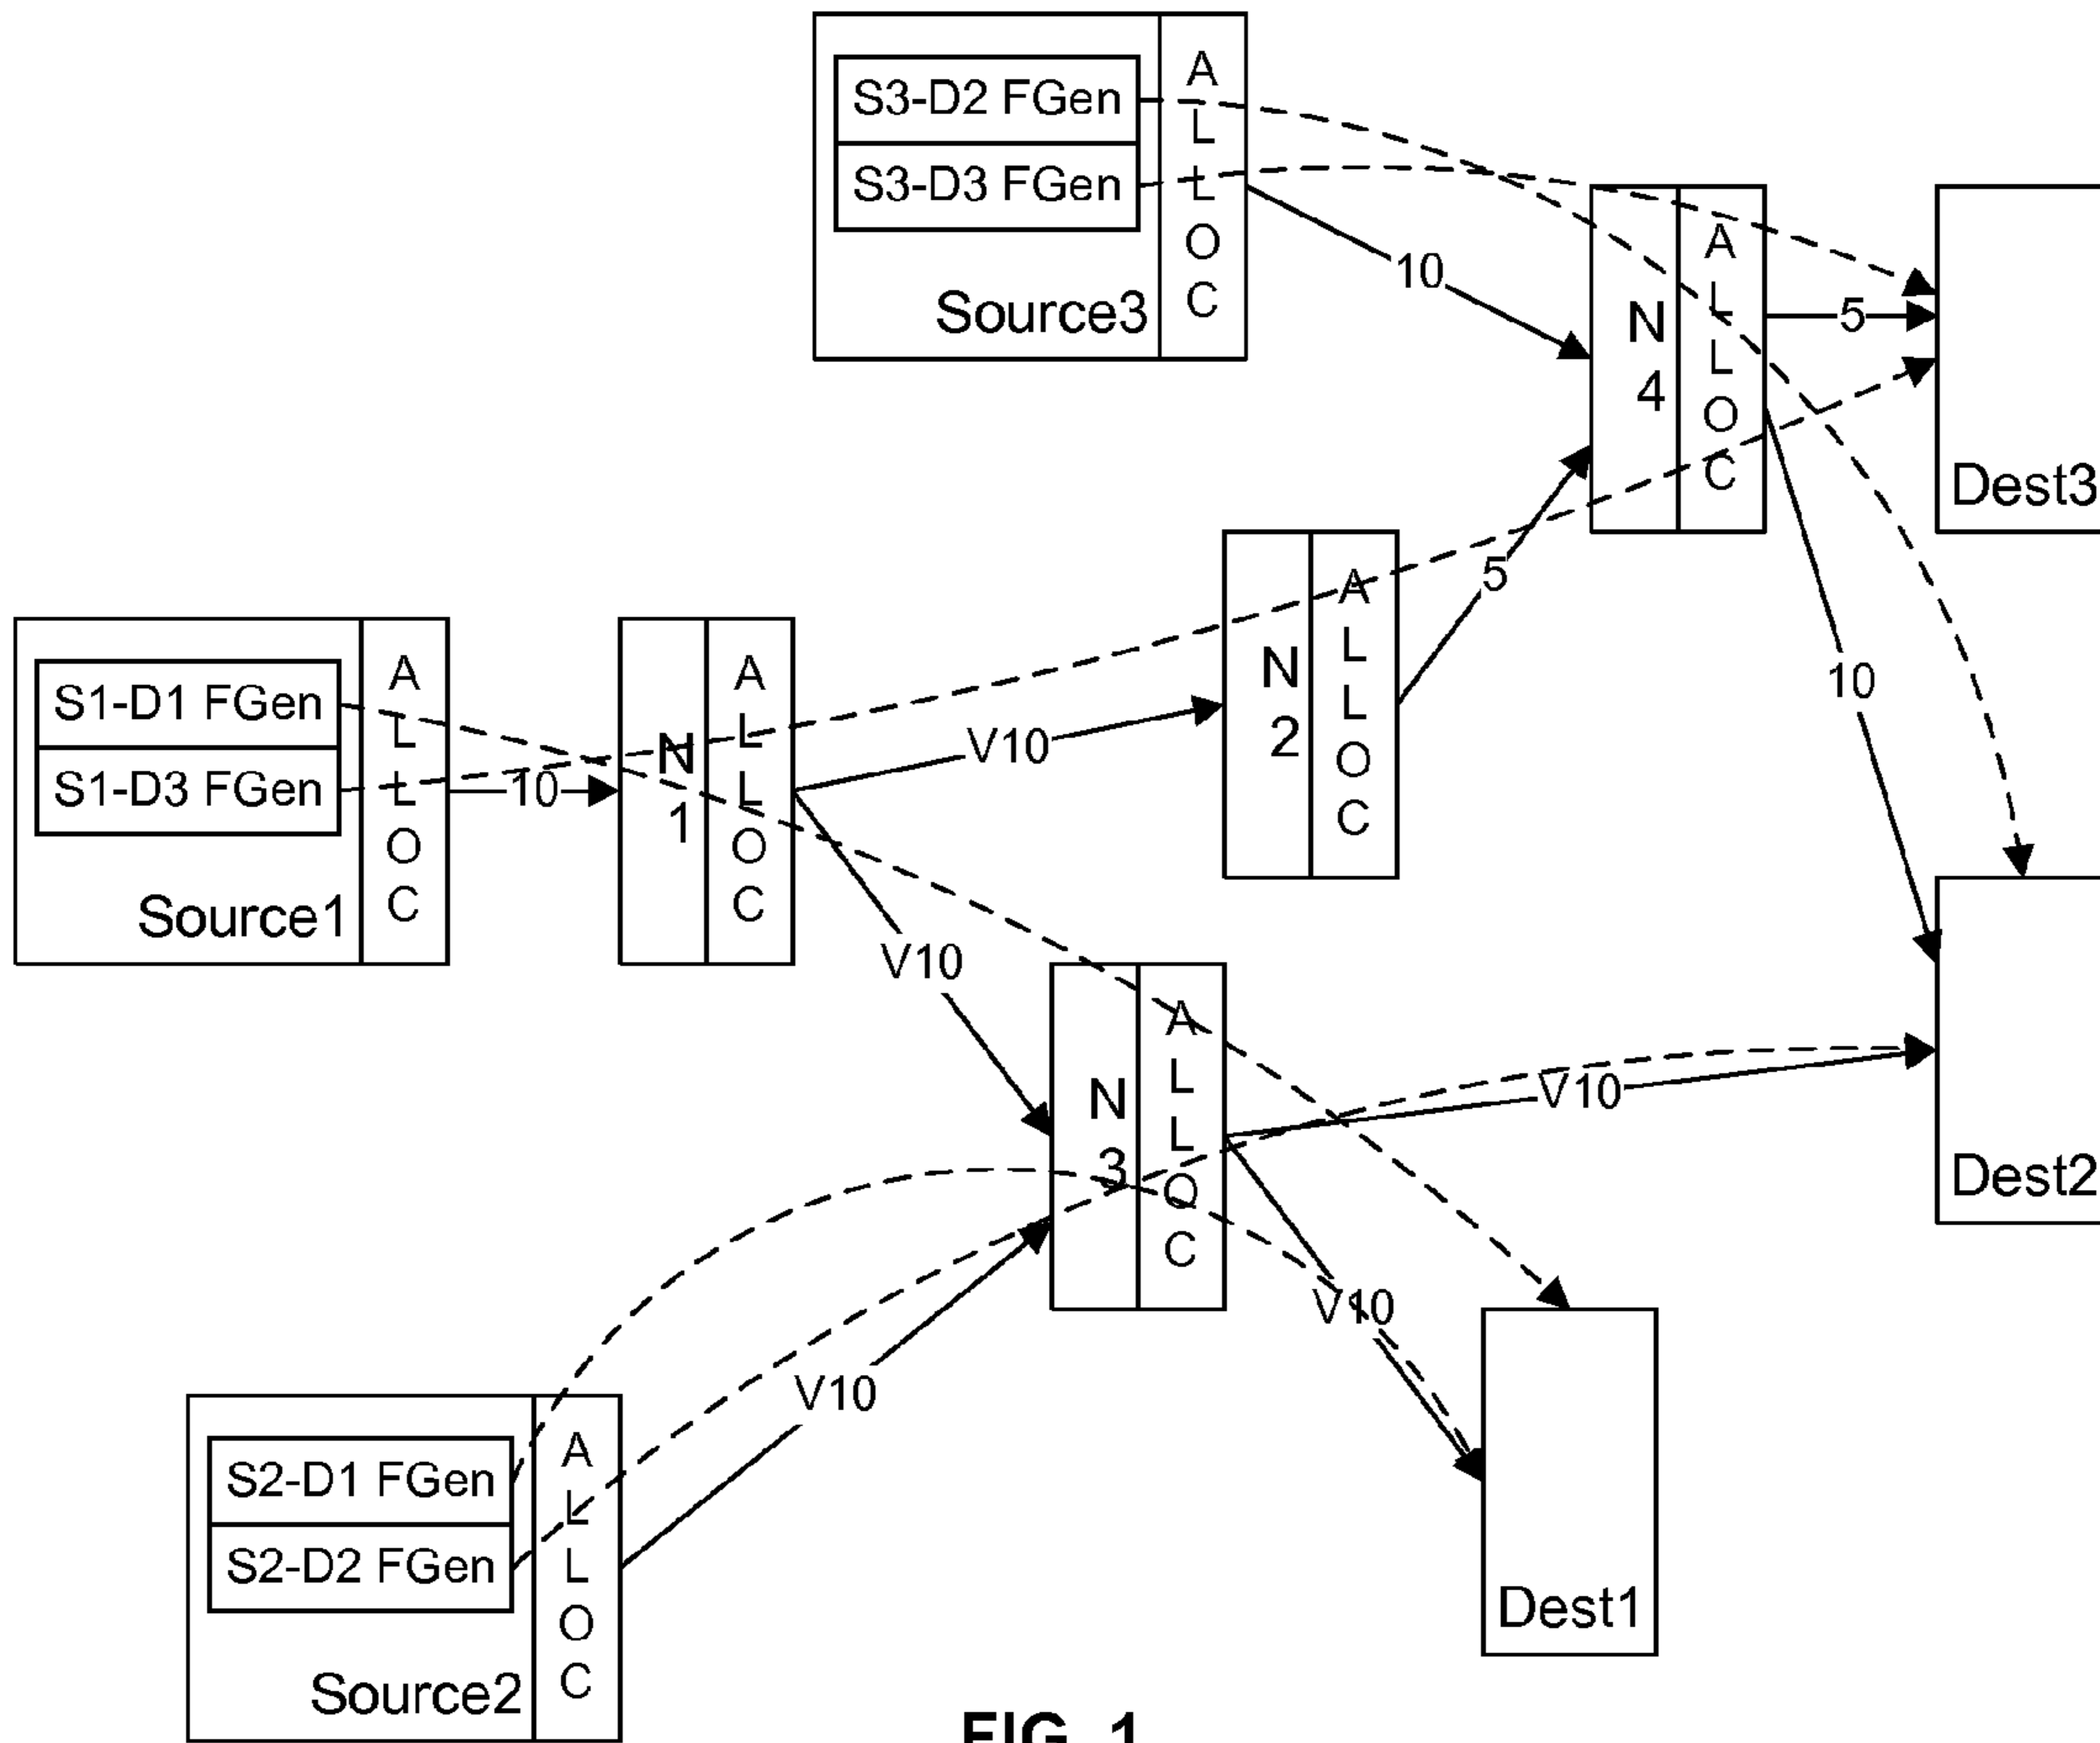 S3-D2 FGen
S3-D3 FGen
Source3
ALLOC
10
N4
ALLOC
5
Dest3
5
10
S1-D1 FGen
S1-D3 FGen
Source1
ALLOC
10
N1
ALLOC
V10
N2
ALLOC
V10
N3
ALLOC
V10
Dest2
V10
V10
Dest1
S2-D1 FGen
S2-D2 FGen
Source2
ALLOC
FIG. 1